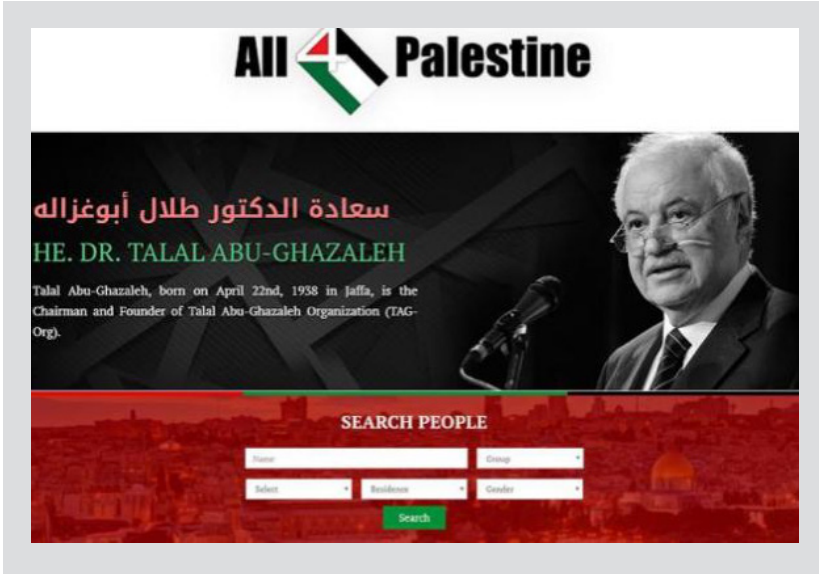 All 4 Palestine
سعادة الدكتور طلال أبوغزاله
HE. DR. TALAL ABU-GHAZALEH
Talal Abu-Ghazaleh, born on April 22nd, 1938 in Jaffa, is the
Chairman and Founder of Talal Abu-Ghazaleh Organization (TAG-
Org).
SEARCH PEOPLE
Name
Group
Select
Residence
Gender
Search